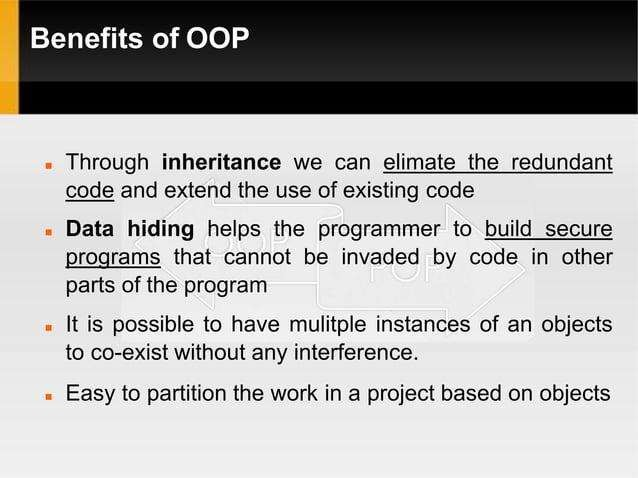 Benefits of OOP
Through inheritance we can elimate the redundant
code and extend the use of existing code
Data hiding helps the programmer to build secure
programs that cannot be invaded by code in other
parts of the program
It is possible to have mulitple instances of an objects
to co-exist without any interference.
Easy to partition the work in a project based on objects
OOP
POP